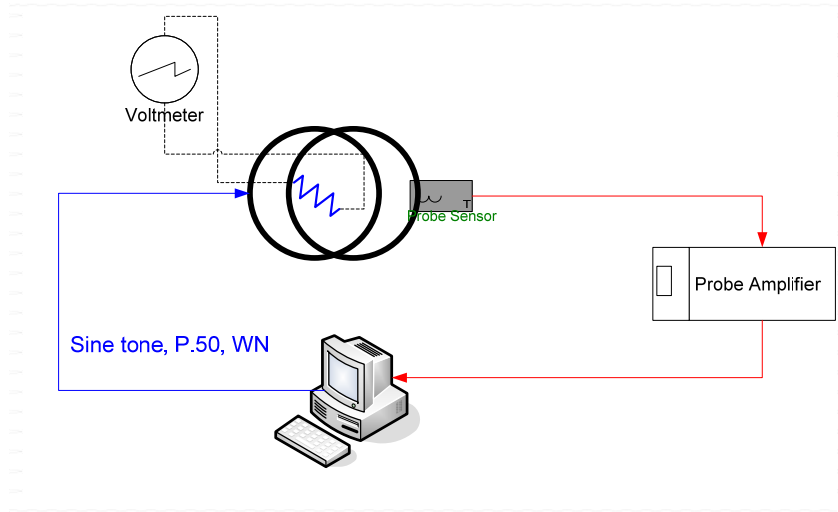 Voltmeter
T
Probe Sensor
Probe Amplifier
Sine tone, P.50, WN